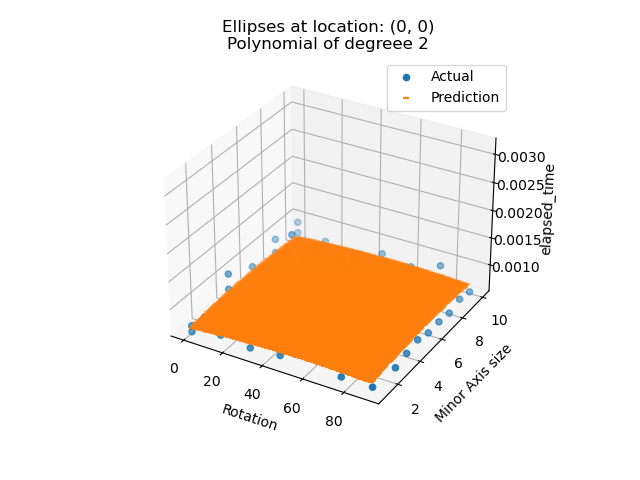 Ellipses at location: (0, 0)
Polynomial of degreee 2
Actual
Prediction
0.0030
0.0025
0.0020
0.0015
0.0010
elapsed_time
0
20
40
60
80
Rotation
2
4
6
8
10
Minor Axis size